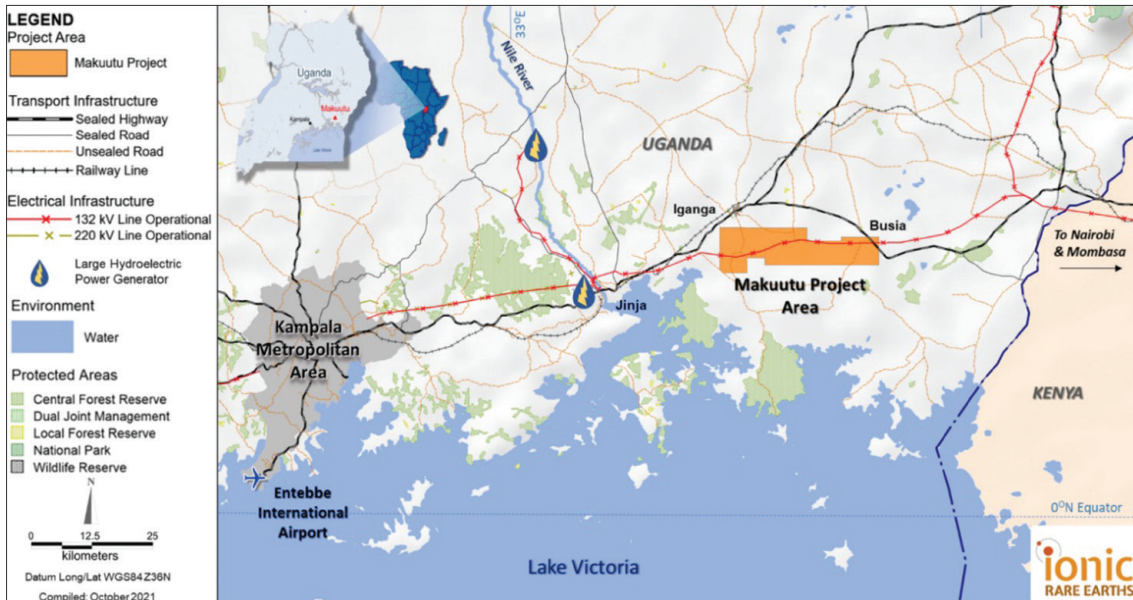 LEGEND
Project Area
Makuutu Project
Transport Infrastructure
Sealed Highway
Sealed Road
Unsealed Road
Railway Line
Electrical Infrastructure
132 kV Line Operational
220 kV Line Operational
Large Hydroelectric
Power Generator
Environment
Water
Protected Areas
Central Forest Reserve
Dual Joint Management
Local Forest Reserve
National Park
Wildlife Reserve
N
0 12.5 25
kilometers
Datum Long/Lat WGS84 Z36N
Compiled: October 2021
Uganda
Makuutu
Kampala
33°E
Nile River
UGANDA
Iganga
Busia
To Nairobi
& Mombasa
Makuutu Project
Area
Jinja
Kampala
Metropolitan
Area
KENYA
Entebbe
International
Airport
0°N Equator
Lake Victoria
ionic
RARE EARTHS